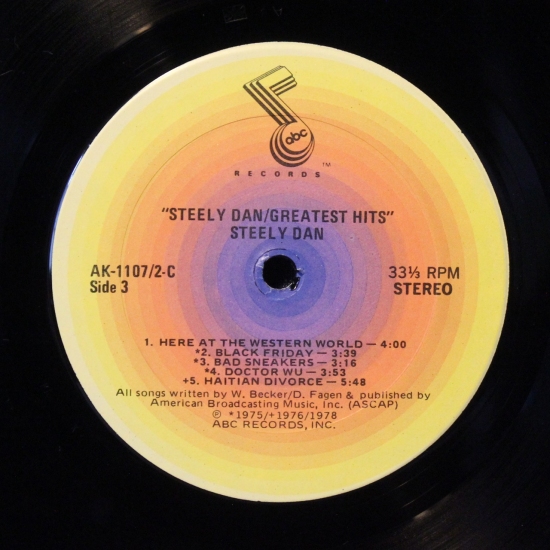 abc
TM
RECORDS
"STEELY DAN/GREATEST HITS"
STEELY DAN
AK-1107/2-C
Side 3
33⅓ RPM
STEREO
1. HERE AT THE WESTERN WORLD — 4:00
*2. BLACK FRIDAY — 3:39
*3. BAD SNEAKERS — 3:16
*4. DOCTOR WU — 3:53
+5. HAITIAN DIVORCE — 5:48
All songs written by W. Becker/D. Fagen & published by
American Broadcasting Music, Inc. (ASCAP)
℗ *1975/+1976/1978
ABC RECORDS, INC.